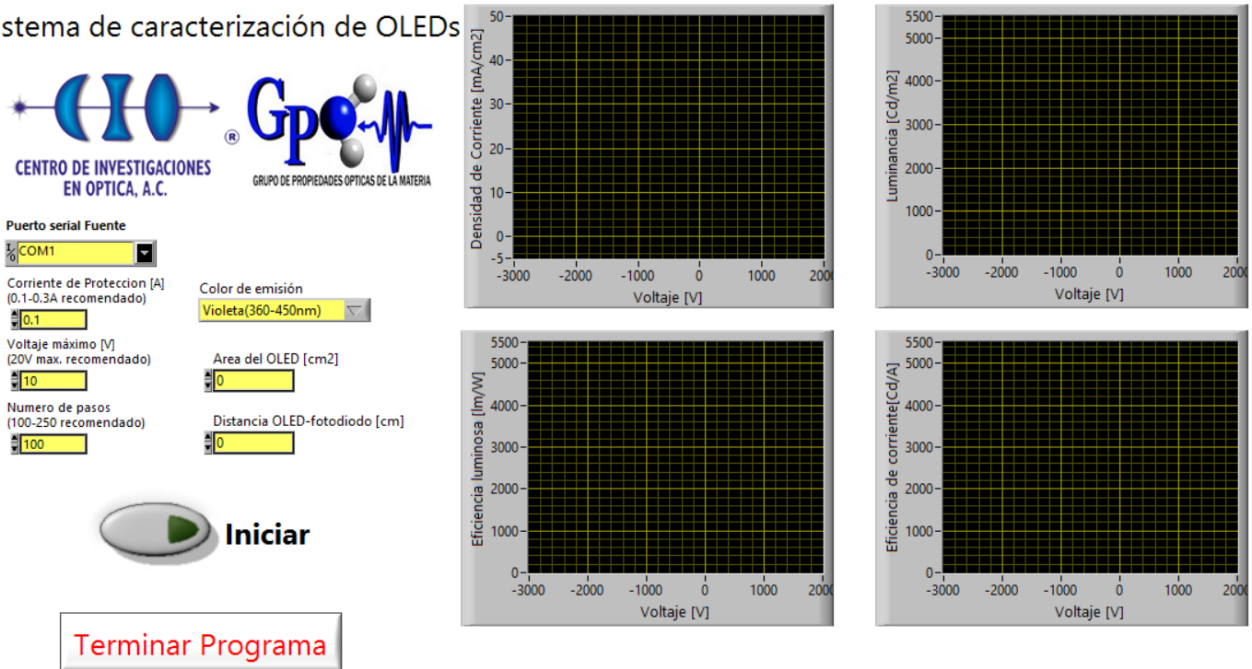 stema de caracterización de OLEDs
CENTRO DE INVESTIGACIONES
EN OPTICA, A.C.
®
GPO
GRUPO DE PROPIEDADES OPTICAS DE LA MATERIA
Puerto serial Fuente
I/O COM1
Corriente de Proteccion [A]
(0.1-0.3A recomendado)
0.1
Voltaje máximo [V]
(20V max. recomendado)
10
Numero de pasos
(100-250 recomendado)
100
Color de emisión
Violeta(360-450nm)
Area del OLED [cm2]
0
Distancia OLED-fotodiodo [cm]
0
Iniciar
Terminar Programa
Densidad de Corriente [mA/cm2]
50
40
30
20
10
0
-5
-3000 -2000 -1000 0 1000 200
Voltaje [V]
Luminancia [Cd/m2]
5500
5000
4000
3000
2000
1000
0
-3000 -2000 -1000 0 1000 200
Voltaje [V]
Eficiencia luminosa [lm/W]
5500
5000
4000
3000
2000
1000
0
-3000 -2000 -1000 0 1000 200
Voltaje [V]
Eficiencia de corriente[Cd/A]
5500
5000
4000
3000
2000
1000
0
-3000 -2000 -1000 0 1000 200
Voltaje [V]